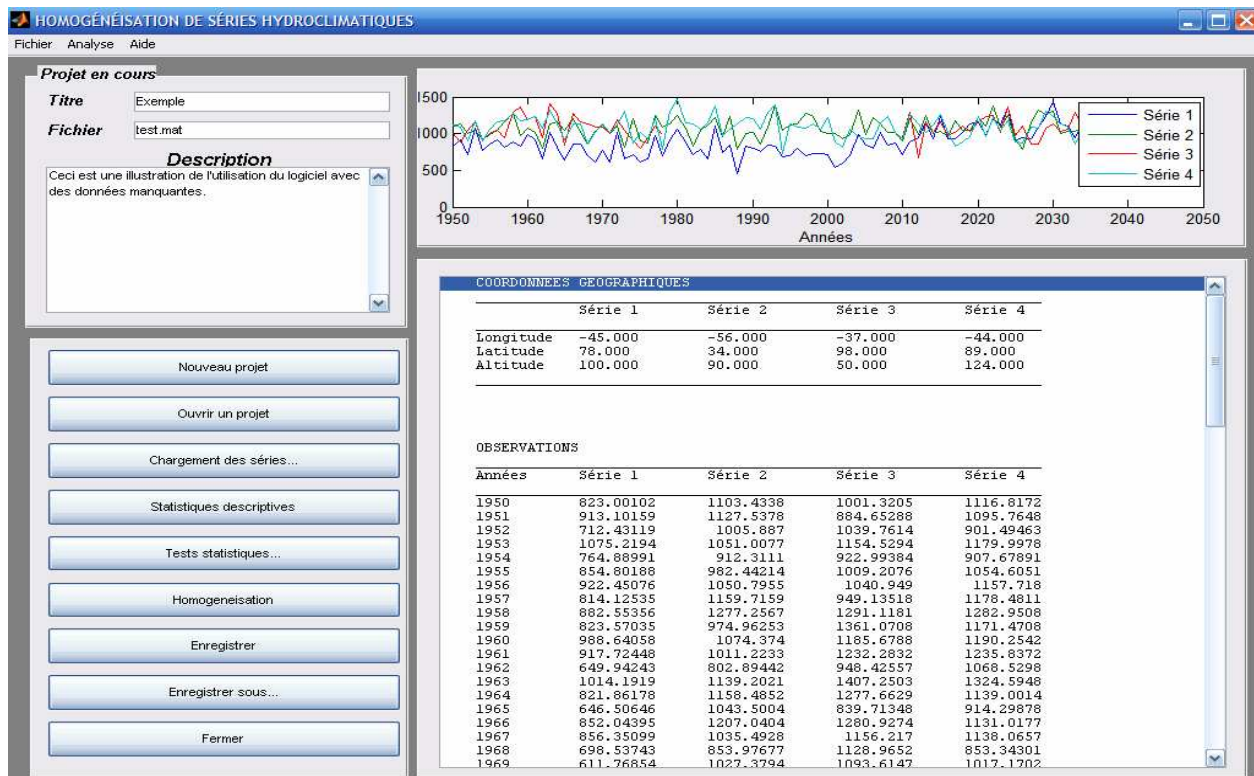 HOMOGÉNÉISATION DE SÉRIES HYDROCLIMATIQUES
Fichier Analyse Aide
Projet en cours
Titre Exemple
Fichier test.mat
Description
Ceci est une illustration de l'utilisation du logiciel avec
des données manquantes.
Nouveau projet
Ouvrir un projet
Chargement des séries...
Statistiques descriptives
Tests statistiques...
Homogeneisation
Enregistrer
Enregistrer sous...
Fermer
1500
1000
500
0
1950 1960 1970 1980 1990 2000 2010 2020 2030 2040 2050
Années
Série 1
Série 2
Série 3
Série 4
COORDONNEES GEOGRAPHIQUES
Série 1 Série 2 Série 3 Série 4
Longitude -45.000 -56.000 -37.000 -44.000
Latitude 78.000 34.000 98.000 89.000
Altitude 100.000 90.000 50.000 124.000
OBSERVATIONS
Années Série 1 Série 2 Série 3 Série 4
1950 823.00102 1103.4338 1001.3205 1116.8172
1951 913.10159 1127.5378 884.65288 1095.7648
1952 712.43119 1005.887 1039.7614 901.49463
1953 1075.2194 1051.0077 1154.5294 1179.9978
1954 764.88991 912.3111 922.99384 907.67891
1955 854.80188 982.44214 1009.2076 1054.6051
1956 922.45076 1050.7955 1040.949 1157.718
1957 814.12535 1159.7159 949.13518 1178.4811
1958 882.55356 1277.2567 1291.1181 1282.9508
1959 823.57035 974.96253 1361.0708 1171.4708
1960 988.64058 1074.374 1185.6788 1190.2542
1961 917.72448 1011.2233 1232.2832 1235.8372
1962 649.94243 802.89442 948.42557 1068.5298
1963 1014.1919 1139.2021 1407.2503 1324.5948
1964 821.86178 1158.4852 1277.6629 1139.0014
1965 646.50646 1043.5004 839.71348 914.29878
1966 852.04395 1207.0404 1280.9274 1131.0177
1967 856.35099 1035.4928 1156.217 1138.0657
1968 698.53743 853.97677 1128.9652 853.34301
1969 611.76854 1027.3794 1093.6147 1017.1702